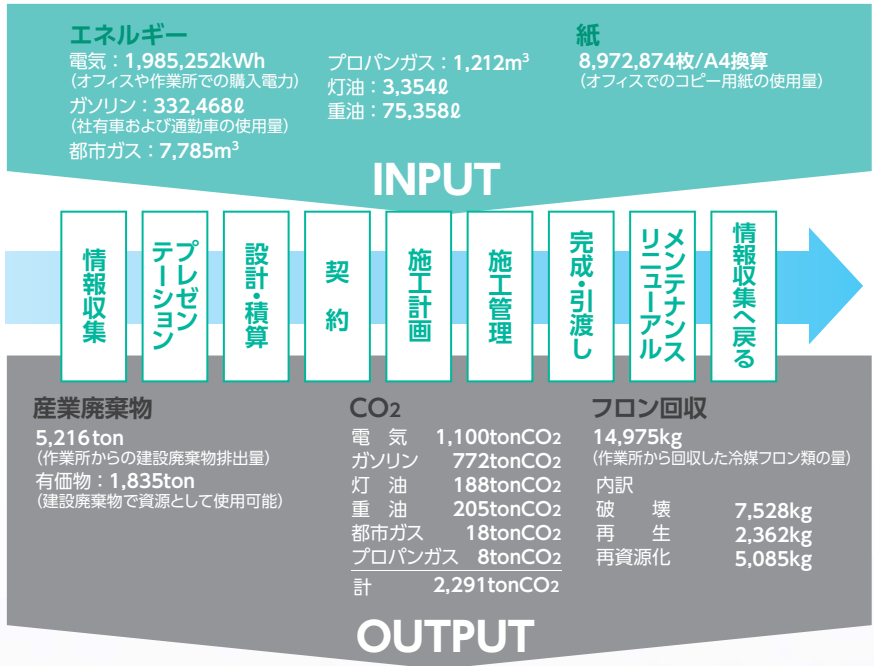 エネルギー
電気：1,985,252kWh
（オフィスや作業所での購入電力）
ガソリン：332,468ℓ
（社有車および通勤車の使用量）
都市ガス：7,785m³
プロパンガス：1,212m³
灯油：3,354ℓ
重油：75,358ℓ
紙
8,972,874枚/A4換算
（オフィスでのコピー用紙の使用量）
INPUT
情報収集
プレゼン
テーション
設計・積算
契約
施工計画
施工管理
完成・引渡し
メンテナンス
リニューアル
情報収集へ戻る
産業廃棄物
5,216ton
（作業所からの建設廃棄物排出量）
有価物：1,835ton
（建設廃棄物で資源として使用可能）
CO2
電　気　1,100tonCO2
ガソリン　772tonCO2
灯　油　188tonCO2
重　油　205tonCO2
都市ガス　18tonCO2
プロパンガス　8tonCO2
計　2,291tonCO2
フロン回収
14,975kg
（作業所から回収した冷媒フロン類の量）
内訳
破　壊　7,528kg
再　生　2,362kg
再資源化　5,085kg
OUTPUT